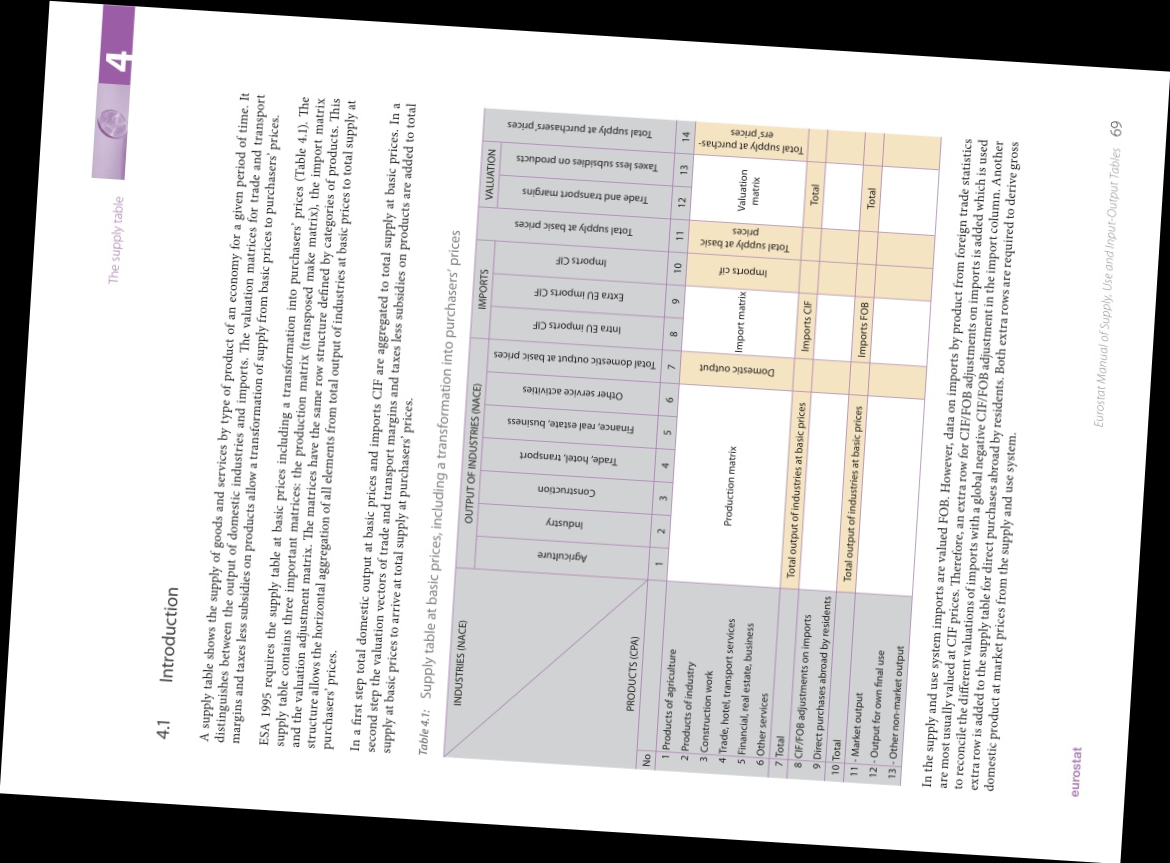 The supply table
4
4.1 Introduction
A supply table shows the supply of goods and services by type of product of an economy for a given period of time. It
distinguishes between the output of domestic industries and imports. The valuation matrices for trade and transport
margins and taxes less subsidies on products allow a transformation of supply from basic prices to purchasers' prices.
ESA 1995 requires the supply table at basic prices including a transformation into purchasers' prices (Table 4.1). The
supply table contains three important matrices: the production matrix (transposed make matrix), the import matrix
and the valuation adjustment matrix. The matrices have the same row structure defined by categories of products. This
structure allows the horizontal aggregation of all elements from total output of industries at basic prices to total supply at
purchasers' prices.
In a first step total domestic output at basic prices and imports CIF are aggregated to total supply at basic prices. In a
second step the valuation vectors of trade and transport margins and taxes less subsidies on products are added to total
supply at basic prices to arrive at total supply at purchasers' prices.
Table 4.1: Supply table at basic prices, including a transformation into purchasers' prices
INDUSTRIES (NACE)
OUTPUT OF INDUSTRIES (NACE)
IMPORTS
VALUATION
Agriculture
Industry
Construction
Trade, hotel, transport
Finance, real estate, business
Other service activities
Total domestic output at basic prices
Intra EU imports CIF
Extra EU imports CIF
Imports CIF
Total supply at basic prices
Trade and transport margins
Taxes less subsidies on products
Total supply at purchasers' prices
PRODUCTS (CPA)
No 1 2 3 4 5 6 7 8 9 10 11 12 13 14
1 Products of agriculture
2 Products of industry
3 Construction work
4 Trade, hotel, transport services
5 Financial, real estate, business
6 Other services
Production matrix
Domestic output
Import matrix
Imports cif
Total supply at basic
prices
Valuation
matrix
Total supply at purchas-
ers' prices
7 Total Total output of industries at basic prices Imports CIF Total
8 CIF/FOB adjustments on imports
9 Direct purchases abroad by residents
10 Total Total output of industries at basic prices Imports FOB Total
11 - Market output
12 - Output for own final use
13 - Other non-market output
In the supply and use system imports are valued FOB. However, data on imports by product from foreign trade statistics
are most usually valued at CIF prices. Therefore, an extra row for CIF/FOB adjustments on imports is added which is used
to reconcile the different valuations of imports with a global negative CIF/FOB adjustment in the import column. Another
extra row is added to the supply table for direct purchases abroad by residents. Both extra rows are required to derive gross
domestic product at market prices from the supply and use system.
eurostat
Eurostat Manual of Supply, Use and Input-Output Tables 69